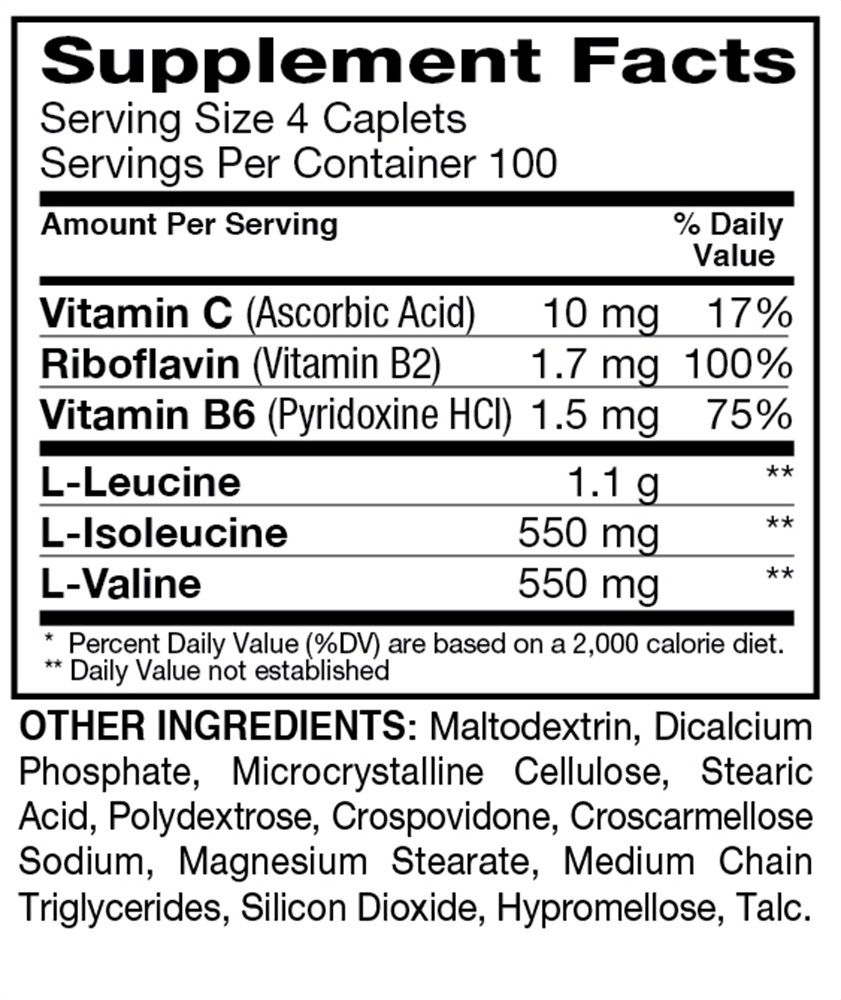 Supplement Facts
Serving Size 4 Caplets
Servings Per Container 100
Amount Per Serving % Daily
Value
Vitamin C (Ascorbic Acid) 10 mg 17%
Riboflavin (Vitamin B2) 1.7 mg 100%
Vitamin B6 (Pyridoxine HCl) 1.5 mg 75%
L-Leucine 1.1 g **
L-Isoleucine 550 mg **
L-Valine 550 mg **
* Percent Daily Value (%DV) are based on a 2,000 calorie diet.
** Daily Value not established
OTHER INGREDIENTS: Maltodextrin, Dicalcium
Phosphate, Microcrystalline Cellulose, Stearic
Acid, Polydextrose, Crospovidone, Croscarmellose
Sodium, Magnesium Stearate, Medium Chain
Triglycerides, Silicon Dioxide, Hypromellose, Talc.